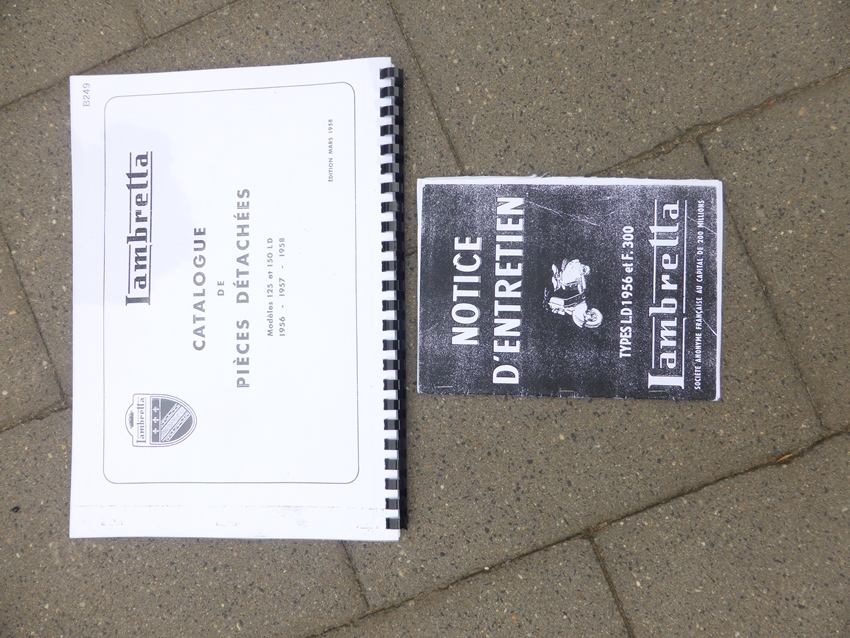 B249
Lambretta
CATALOGUE
DE
PIÈCES DÉTACHÉES
Modèles 125 et 150 LD
1956 - 1957 - 1958
ÉDITION MARS 1958
Lambretta
NOTICE
D'ENTRETIEN
TYPES LD 1956 et F. 300
Lambretta
SOCIÉTÉ ANONYME FRANÇAISE AU CAPITAL DE 200 MILLIONS